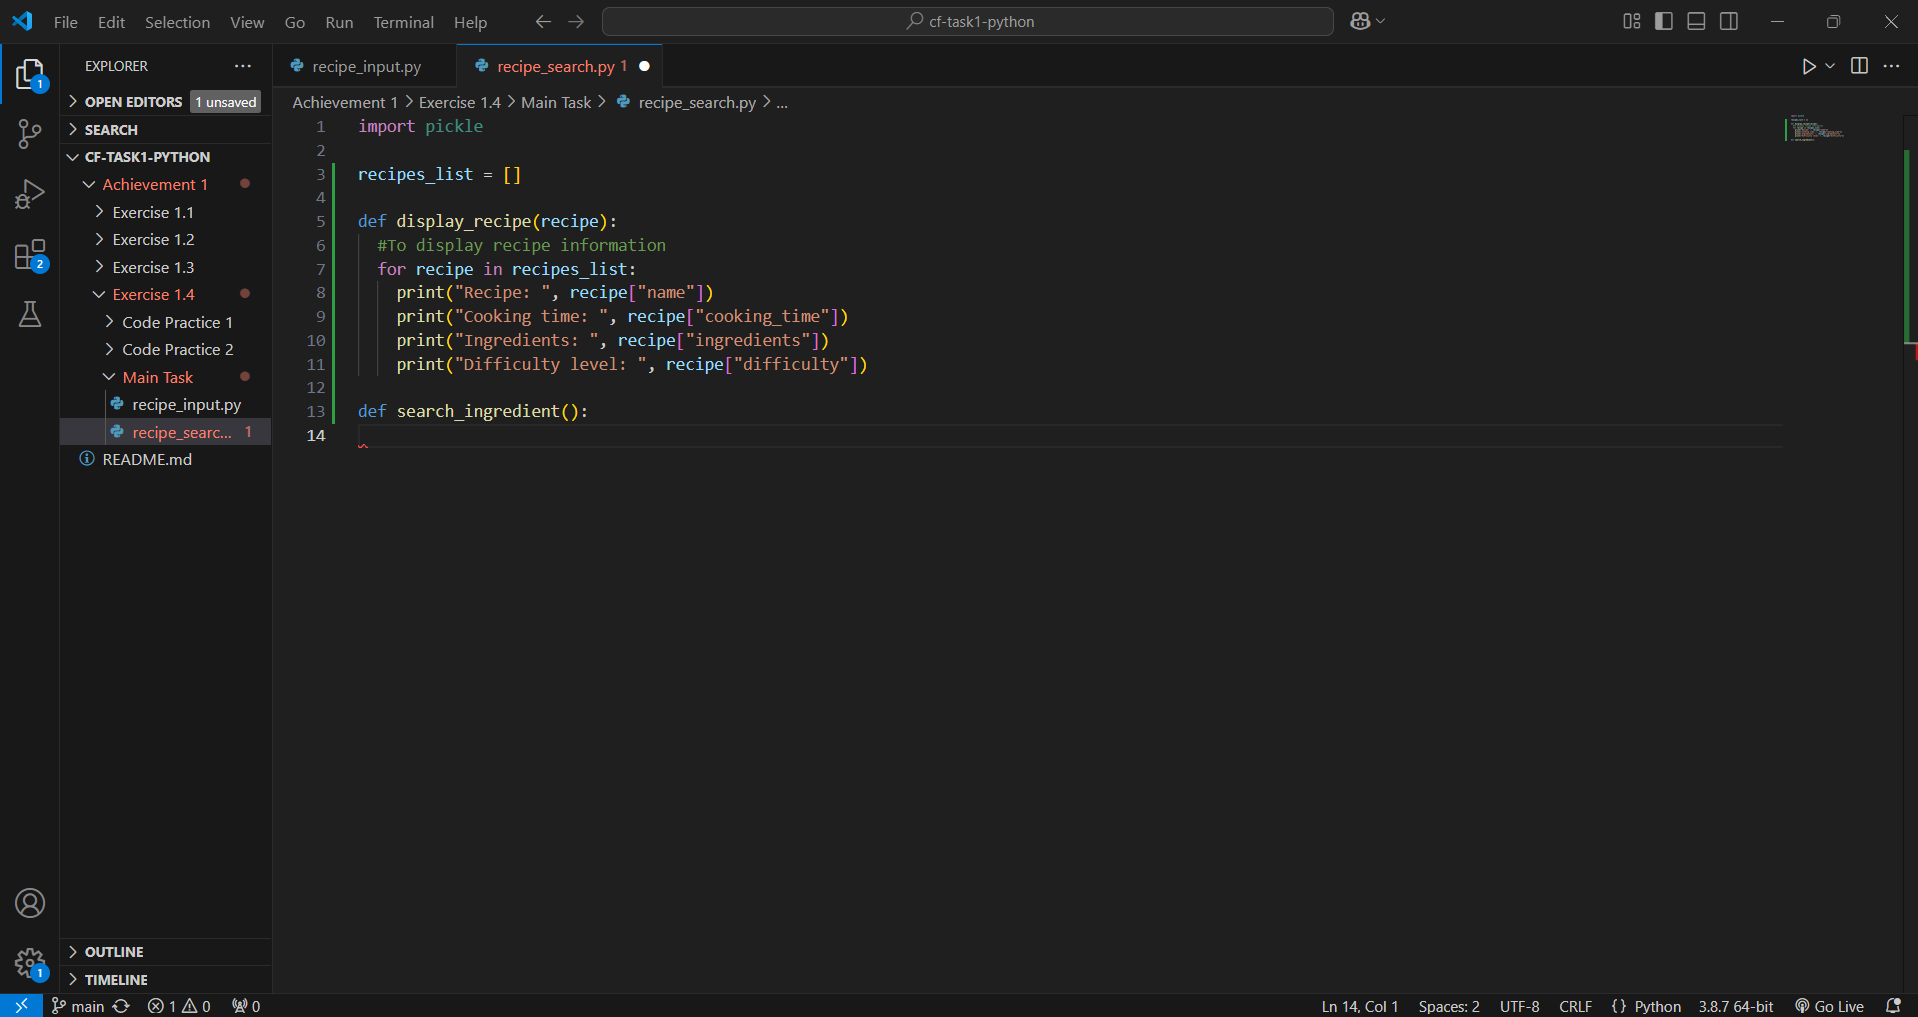 File Edit Selection View Go Run Terminal Help
cf-task1-python
EXPLORER
OPEN EDITORS 1 unsaved
SEARCH
CF-TASK1-PYTHON
Achievement 1
Exercise 1.1
Exercise 1.2
Exercise 1.3
Exercise 1.4
Code Practice 1
Code Practice 2
Main Task
recipe_input.py
recipe_searc... 1
README.md
OUTLINE
TIMELINE
1
2
1
recipe_input.py recipe_search.py 1
Achievement 1 > Exercise 1.4 > Main Task > recipe_search.py > ...
1 import pickle
2
3 recipes_list = []
4
5 def display_recipe(recipe):
6 #To display recipe information
7 for recipe in recipes_list:
8 print("Recipe: ", recipe["name"])
9 print("Cooking time: ", recipe["cooking_time"])
10 print("Ingredients: ", recipe["ingredients"])
11 print("Difficulty level: ", recipe["difficulty"])
12
13 def search_ingredient():
14
main 1 0 0 Ln 14, Col 1 Spaces: 2 UTF-8 CRLF {} Python 3.8.7 64-bit Go Live